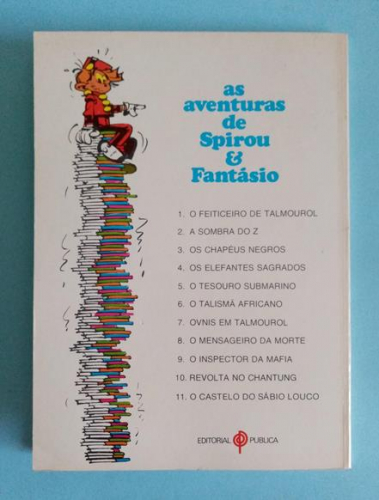 as
aventuras
de
Spirou
&
Fantásio
1. O FEITICEIRO DE TALMOUROL
2. A SOMBRA DO Z
3. OS CHAPÉUS NEGROS
4. OS ELEFANTES SAGRADOS
5. O TESOURO SUBMARINO
6. O TALISMÃ AFRICANO
7. OVNIS EM TALMOUROL
8. O MENSAGEIRO DA MORTE
9. O INSPECTOR DA MAFIA
10. REVOLTA NO CHANTUNG
11. O CASTELO DO SÁBIO LOUCO
EDITORIAL PUBLICA